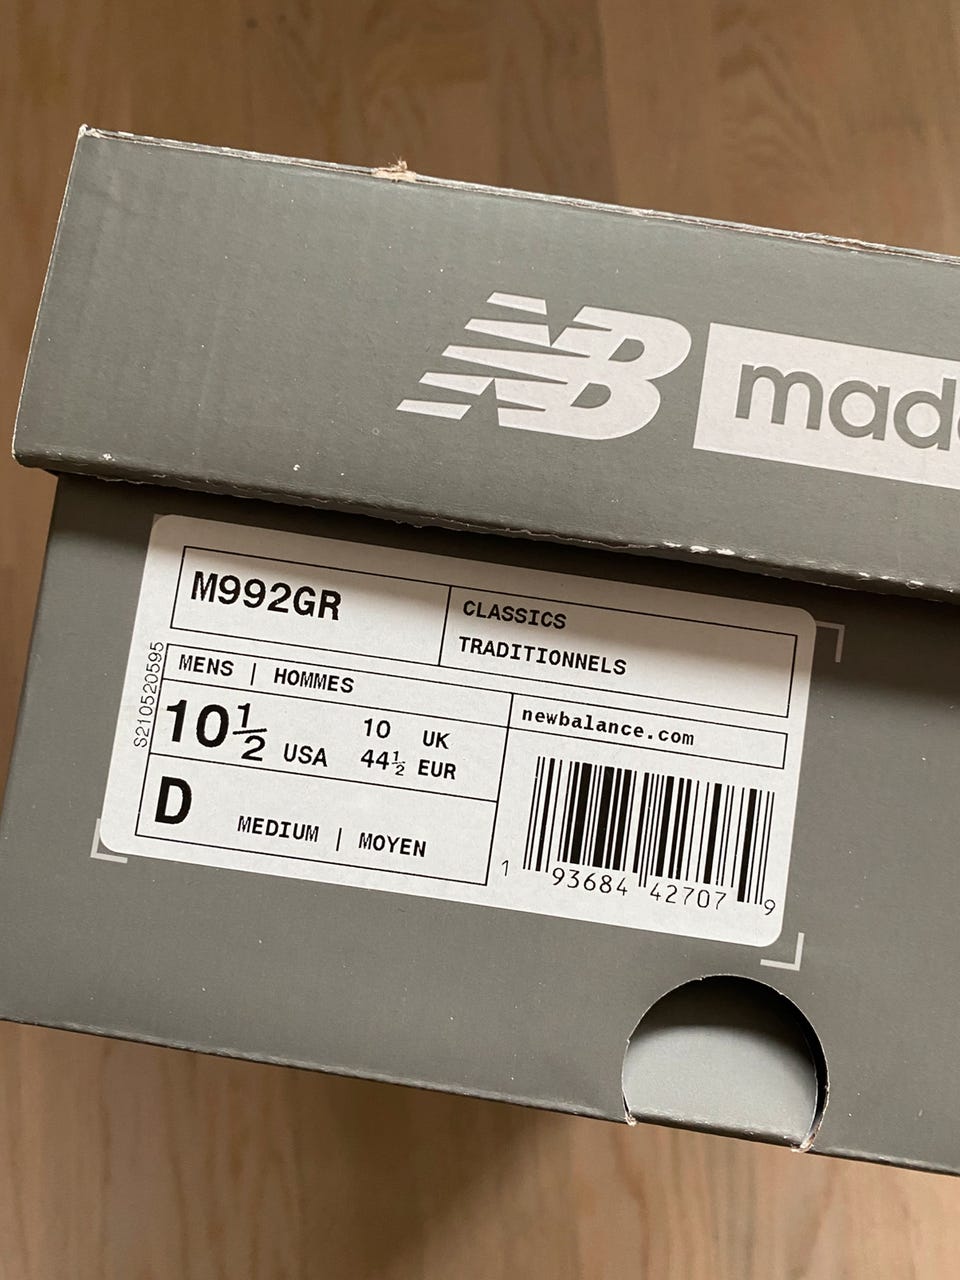 NB made
M992GR
CLASSICS
TRADITIONNELS
MENS | HOMMES
10½ USA
10 UK
44½ EUR
D
MEDIUM | MOYEN
newbalance.com
1 93684 42707 9
S210520595